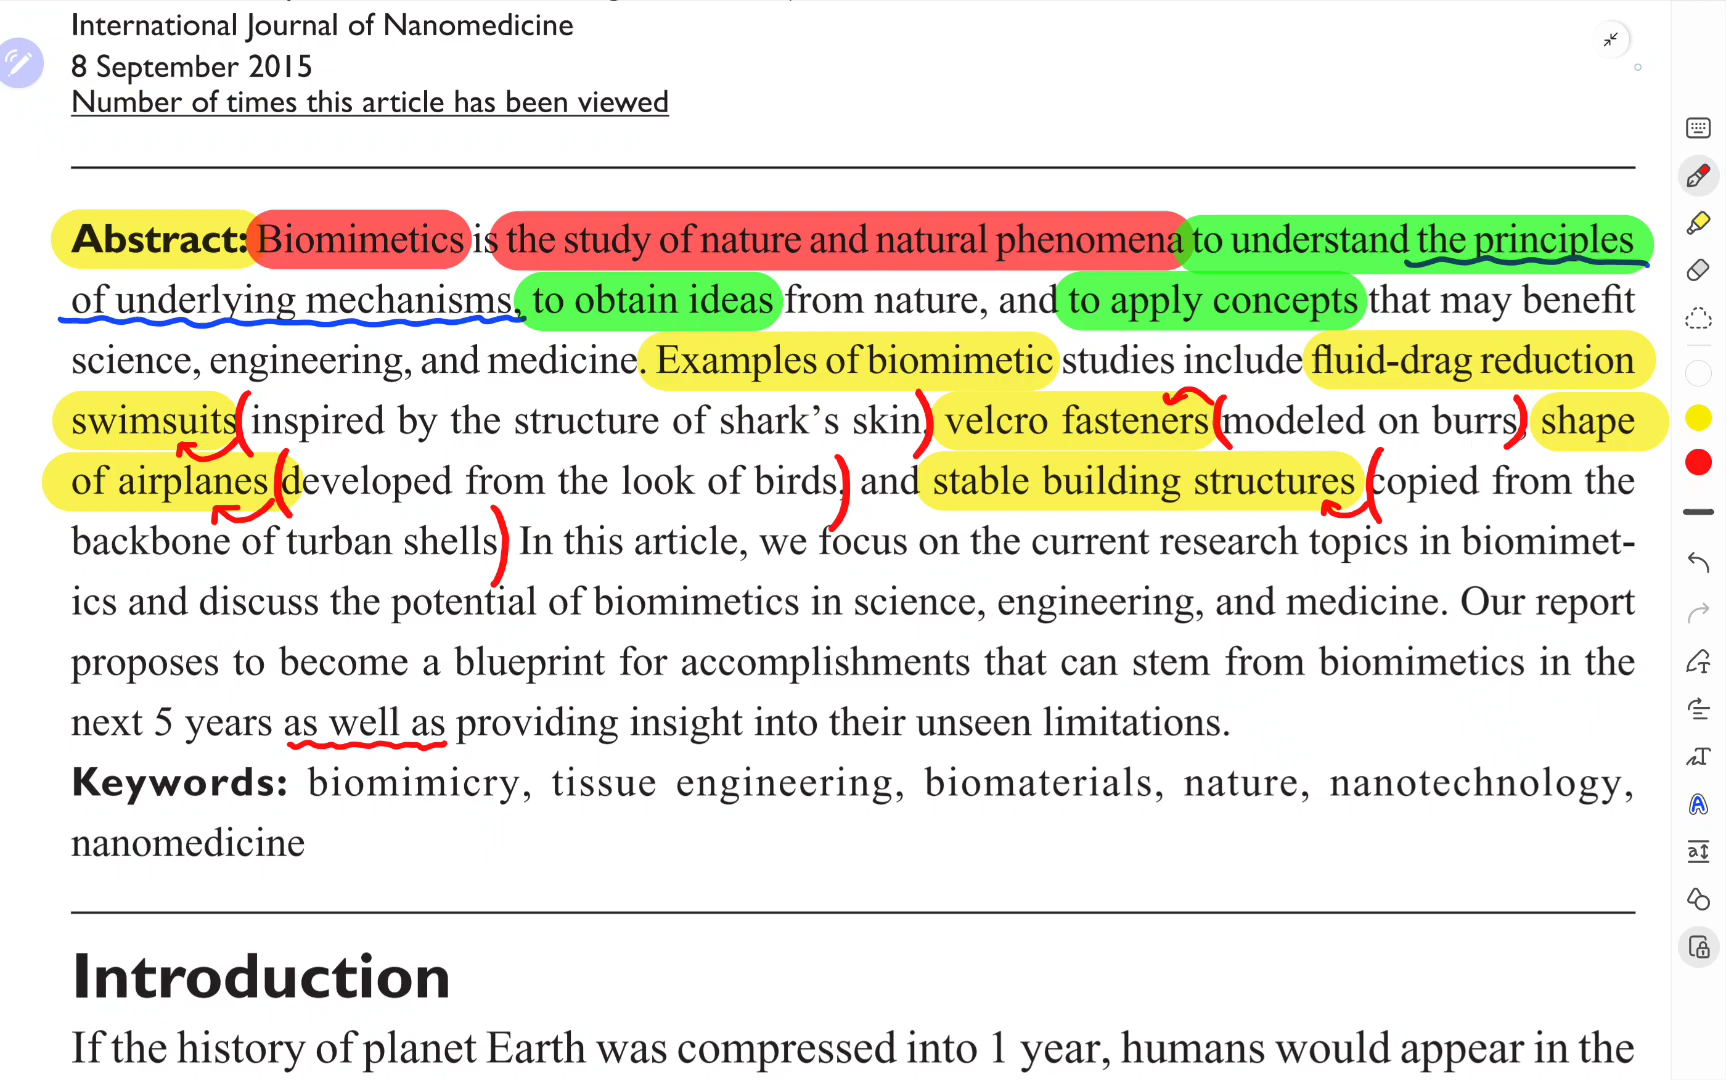 International Journal of Nanomedicine
8 September 2015
Number of times this article has been viewed
Abstract: Biomimetics is the study of nature and natural phenomena to understand the principles
of underlying mechanisms, to obtain ideas from nature, and to apply concepts that may benefit
science, engineering, and medicine. Examples of biomimetic studies include fluid-drag reduction
swimsuits inspired by the structure of shark’s skin, velcro fasteners modeled on burrs, shape
of airplanes developed from the look of birds, and stable building structures copied from the
backbone of turban shells. In this article, we focus on the current research topics in biomimet-
ics and discuss the potential of biomimetics in science, engineering, and medicine. Our report
proposes to become a blueprint for accomplishments that can stem from biomimetics in the
next 5 years as well as providing insight into their unseen limitations.
Keywords: biomimicry, tissue engineering, biomaterials, nature, nanotechnology,
nanomedicine
Introduction
If the history of planet Earth was compressed into 1 year, humans would appear in the